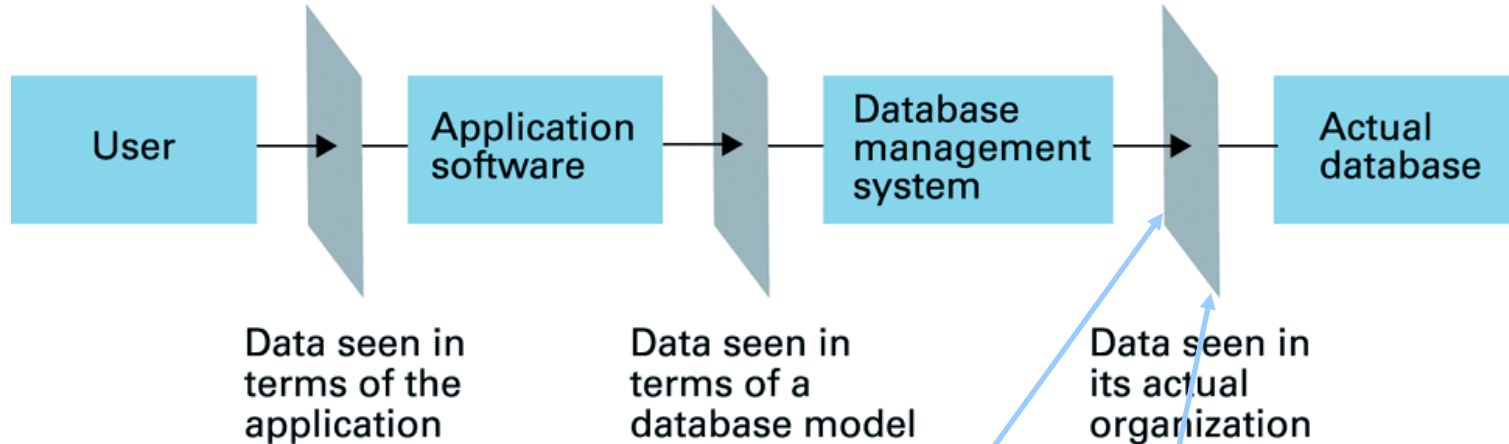 User
Application
software
Database
management
system
Actual
database
Data seen in
terms of the
application
Data seen in
terms of a
database model
Data seen in
its actual
organization